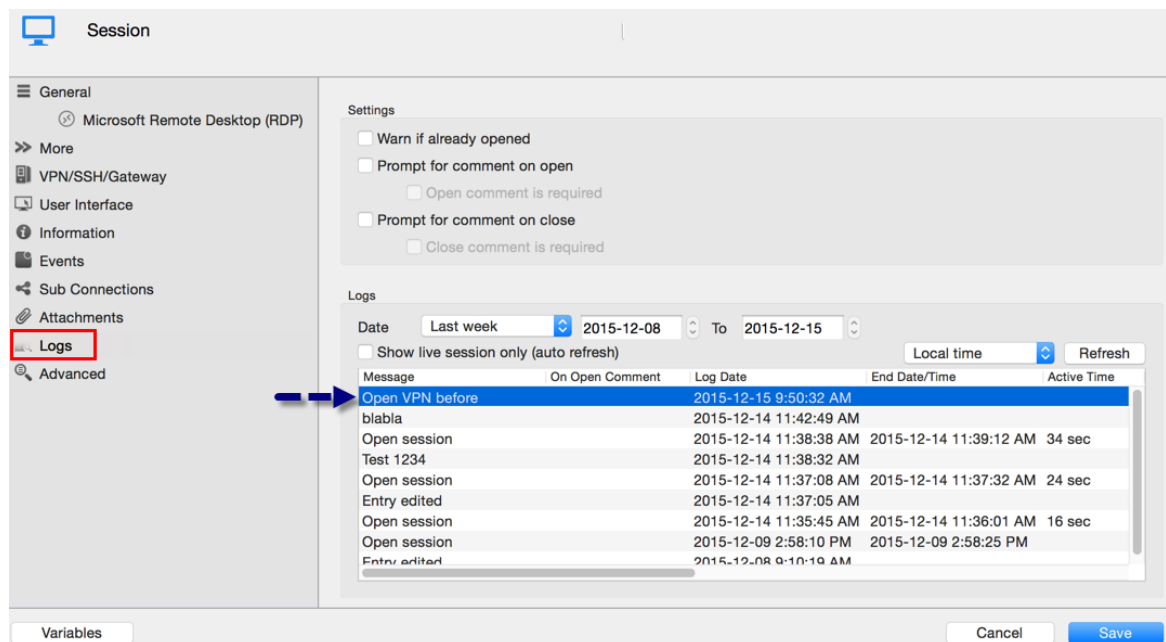 Session
General
Microsoft Remote Desktop (RDP)
More
VPN/SSH/Gateway
User Interface
Information
Events
Sub Connections
Attachments
Logs
Advanced
Settings
Warn if already opened
Prompt for comment on open
Open comment is required
Prompt for comment on close
Close comment is required
Logs
Date Last week 2015-12-08 To 2015-12-15
Show live session only (auto refresh) Local time Refresh
Message On Open Comment Log Date End Date/Time Active Time
Open VPN before 2015-12-15 9:50:32 AM
blabla 2015-12-14 11:42:49 AM
Open session 2015-12-14 11:38:38 AM 2015-12-14 11:39:12 AM 34 sec
Test 1234 2015-12-14 11:38:32 AM
Open session 2015-12-14 11:37:08 AM 2015-12-14 11:37:32 AM 24 sec
Entry edited 2015-12-14 11:37:05 AM
Open session 2015-12-14 11:35:45 AM 2015-12-14 11:36:01 AM 16 sec
Open session 2015-12-09 2:58:10 PM 2015-12-09 2:58:25 PM
Entry edited 2015-12-08 9:10:19 AM
Variables Cancel Save